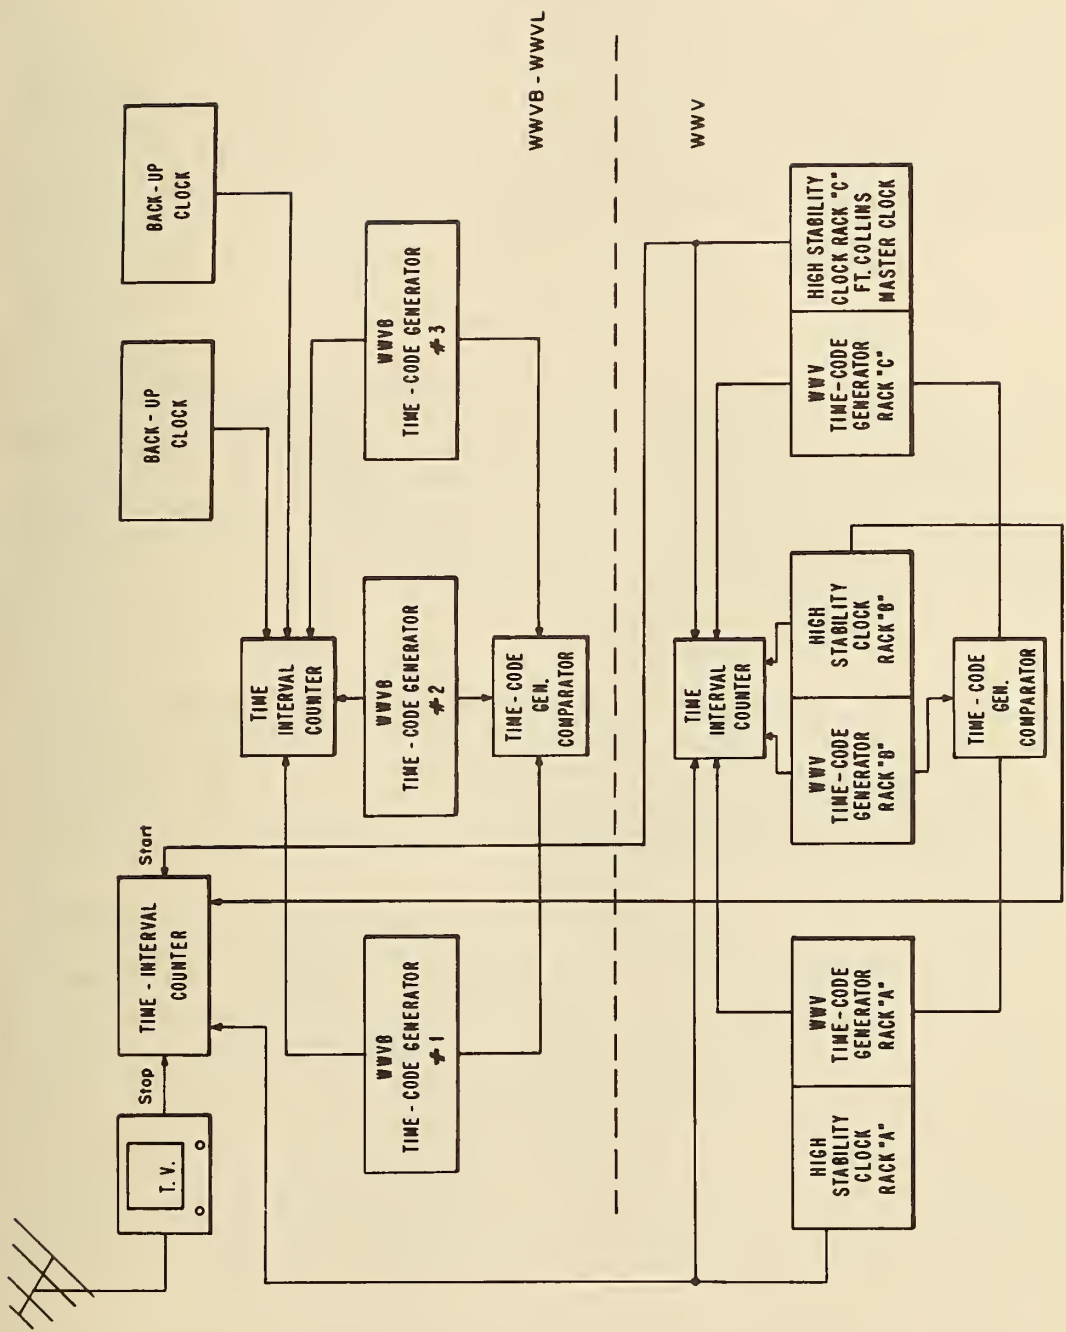 T. V.
Stop
TIME - INTERVAL
COUNTER
Start
BACK - UP
CLOCK
BACK - UP
CLOCK
TIME
INTERVAL
COUNTER
WWVB
TIME - CODE GENERATOR
#1
WWVB
TIME - CODE GENERATOR
#2
WWVB
TIME - CODE GENERATOR
#3
TIME - CODE
GEN.
COMPARATOR
WWVB - WWVL
WWV
TIME
INTERVAL
COUNTER
HIGH
STABILITY
CLOCK
RACK "A"
WWV
TIME - CODE
GENERATOR
RACK "A"
WWV
TIME - CODE
GENERATOR
RACK "B"
HIGH
STABILITY
CLOCK
RACK "B"
WWV
TIME - CODE
GENERATOR
RACK "C"
HIGH STABILITY
CLOCK RACK "C"
FT. COLLINS
MASTER CLOCK
TIME - CODE
GEN.
COMPARATOR